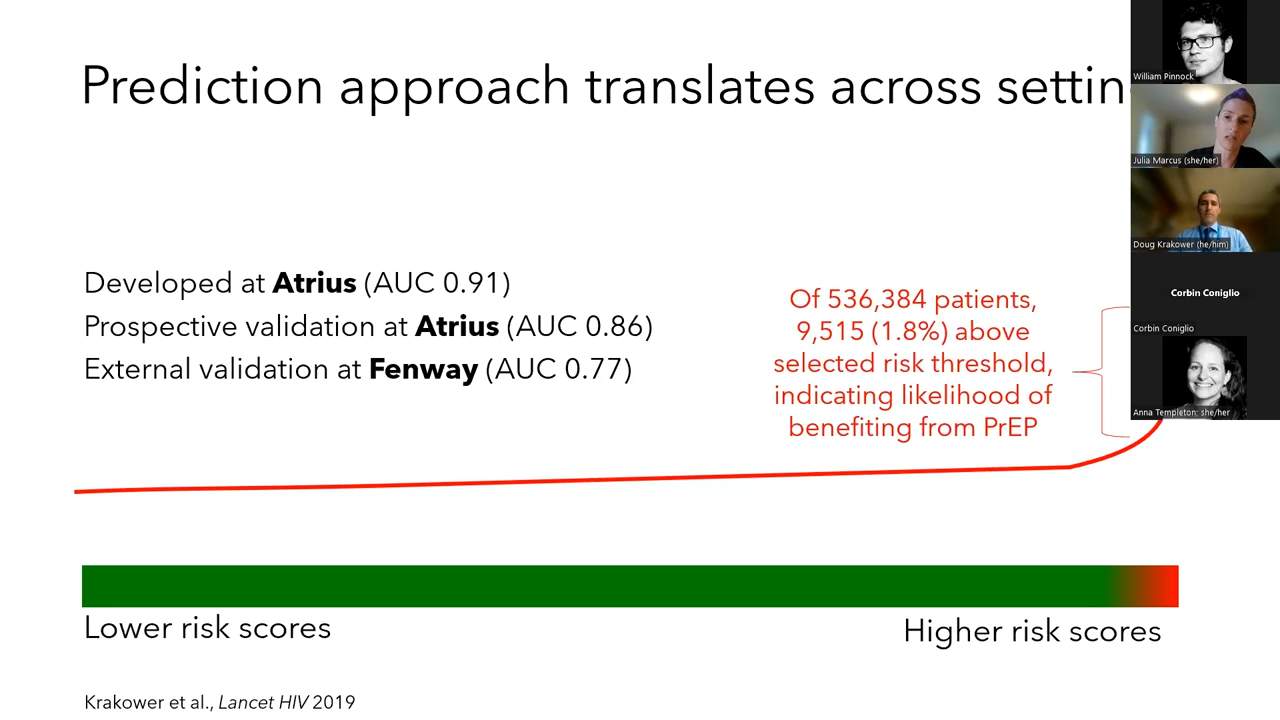 Prediction approach translates across settin
Developed at Atrius (AUC 0.91)
Prospective validation at Atrius (AUC 0.86)
External validation at Fenway (AUC 0.77)
Of 536,384 patients,
9,515 (1.8%) above
selected risk threshold,
indicating likelihood of
benefiting from PrEP
Lower risk scores
Higher risk scores
Krakower et al., Lancet HIV 2019
William Pinnock
Julia Marcus (she/her)
Doug Krakower (he/him)
Corbin Coniglio
Corbin Coniglio
Anna Templeton: she/her